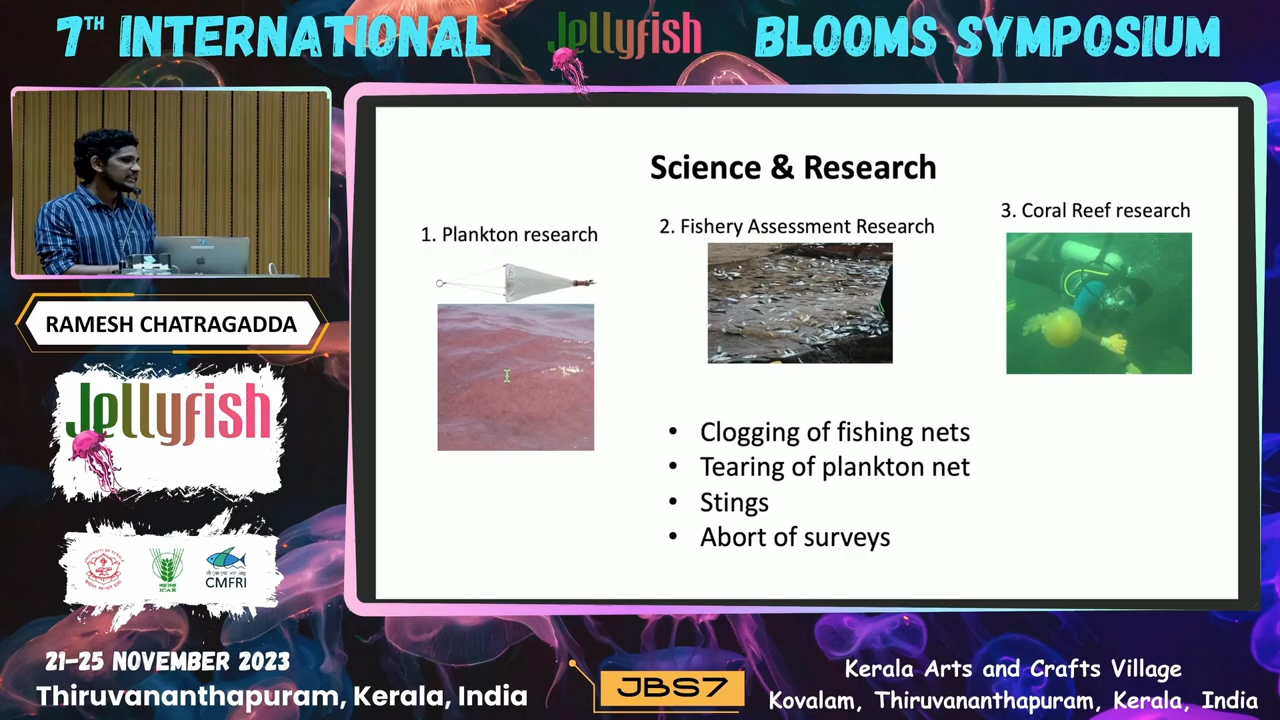 7TH INTERNATIONAL Jellyfish BLOOMS SYMPOSIUM
RAMESH CHATRAGADDA
Jellyfish
ICAR
CMFRI
21-25 NOVEMBER 2023
Thiruvananthapuram, Kerala, India
Science & Research
1. Plankton research
2. Fishery Assessment Research
3. Coral Reef research
• Clogging of fishing nets
• Tearing of plankton net
• Stings
• Abort of surveys
JBS7
Kerala Arts and Crafts Village
Kovalam, Thiruvananthapuram, Kerala, India